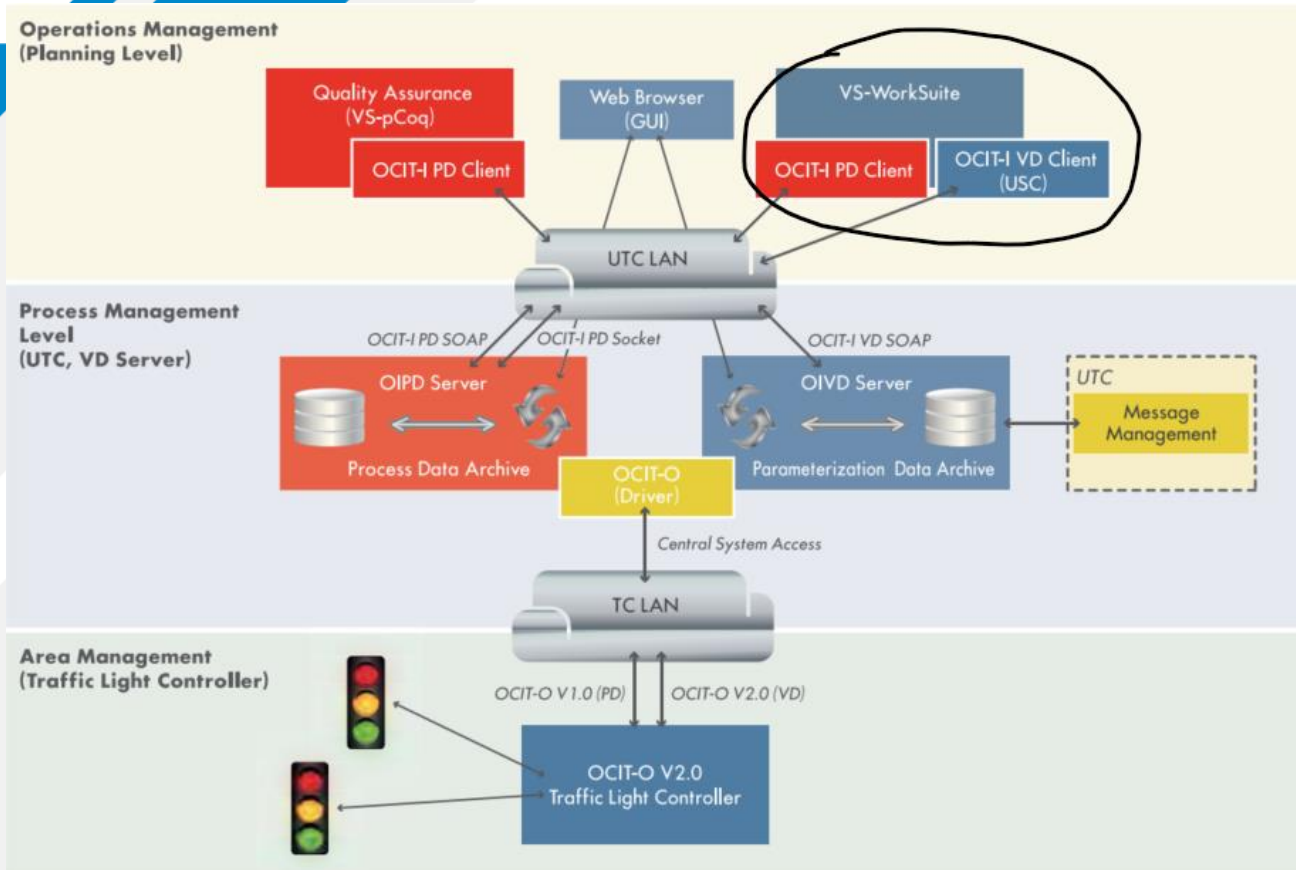 Operations Management
(Planning Level)
Quality Assurance
(VS-pCoq)
OCIT-I PD Client
Web Browser
(GUI)
VS-WorkSuite
OCIT-I PD Client
OCIT-I VD Client
(USC)
UTC LAN
Process Management
Level
(UTC, VD Server)
OCIT-I PD SOAP
OCIT-I PD Socket
OCIT-I VD SOAP
OIPD Server
Process Data Archive
OIVD Server
Parameterization Data Archive
UTC
Message
Management
OCIT-O
(Driver)
Central System Access
TC LAN
Area Management
(Traffic Light Controller)
OCIT-O V1.0 (PD)
OCIT-O V2.0 (VD)
OCIT-O V2.0
Traffic Light Controller